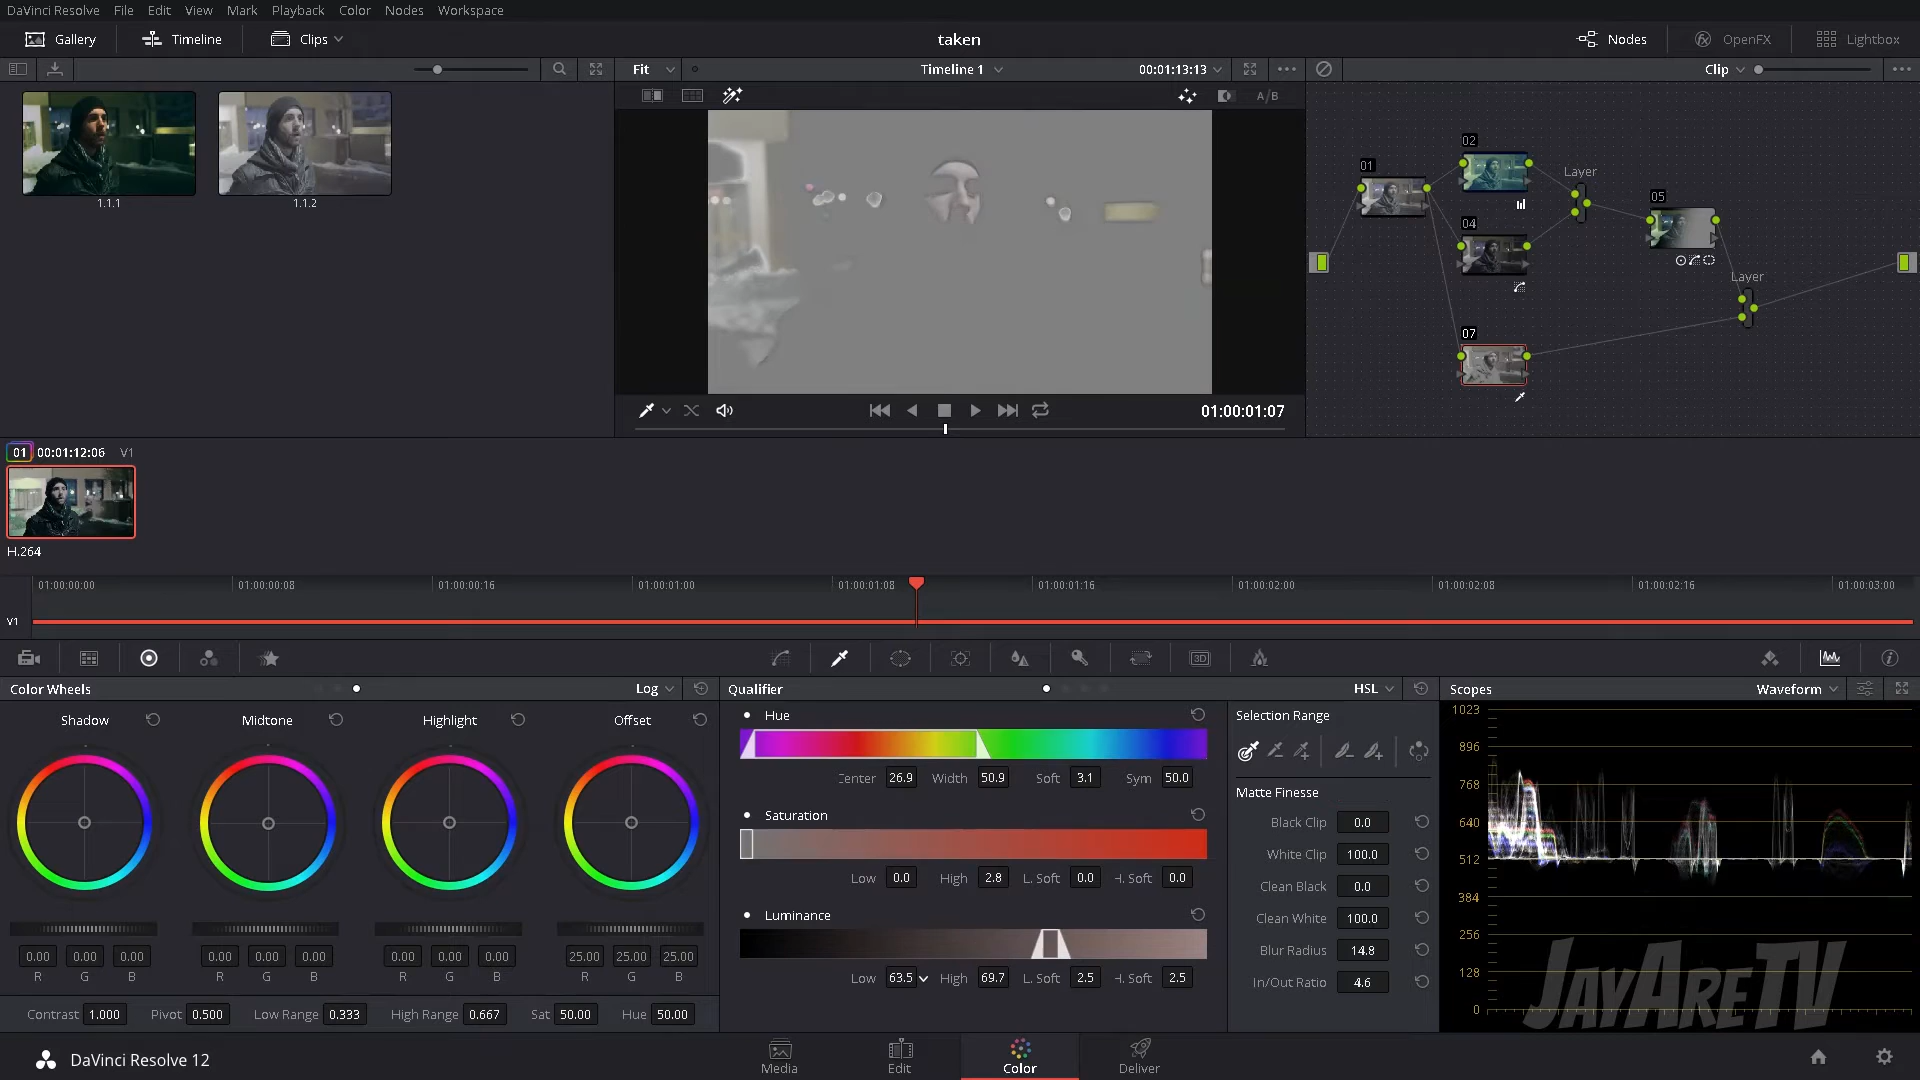 DaVinci Resolve File Edit View Mark Playback Color Nodes Workspace
Gallery Timeline Clips taken Nodes OpenFX Lightbox
Fit Timeline 1 00:01:13:13 Clip
A/B
1.1.1 1.1.2
01 02 Layer 04 05 Layer 07
01:00:01:07
01 00:01:12:06 V1
H.264
01:00:00:00 01:00:00:08 01:00:00:16 01:00:01:00 01:00:01:08 01:00:01:16 01:00:02:00 01:00:02:08 01:00:02:16 01:00:03:00
V1
3D
Color Wheels Log Qualifier HSL Scopes Waveform
Shadow Midtone Highlight Offset
0.00 0.00 0.00 0.00 0.00 0.00 0.00 0.00 0.00 25.00 25.00 25.00
R G B R G B R G B R G B
Contrast 1.000 Pivot 0.500 Low Range 0.333 High Range 0.667 Sat 50.00 Hue 50.00
Hue
Center 26.9 Width 50.9 Soft 3.1 Sym 50.0
Saturation
Low 0.0 High 2.8 L. Soft 0.0 H. Soft 0.0
Luminance
Low 63.5 High 69.7 L. Soft 2.5 H. Soft 2.5
Selection Range
Matte Finesse
Black Clip 0.0
White Clip 100.0
Clean Black 0.0
Clean White 100.0
Blur Radius 14.8
In/Out Ratio 4.6
1023
896
768
640
512
384
256
128
0
JayAreTV
DaVinci Resolve 12
Media Edit Color Deliver